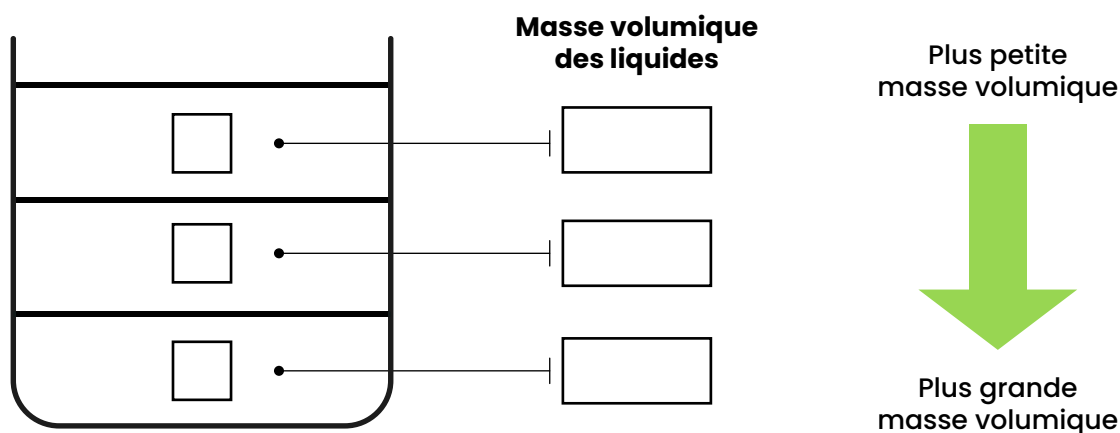 Masse volumique
des liquides
Plus petite
masse volumique
Plus grande
masse volumique